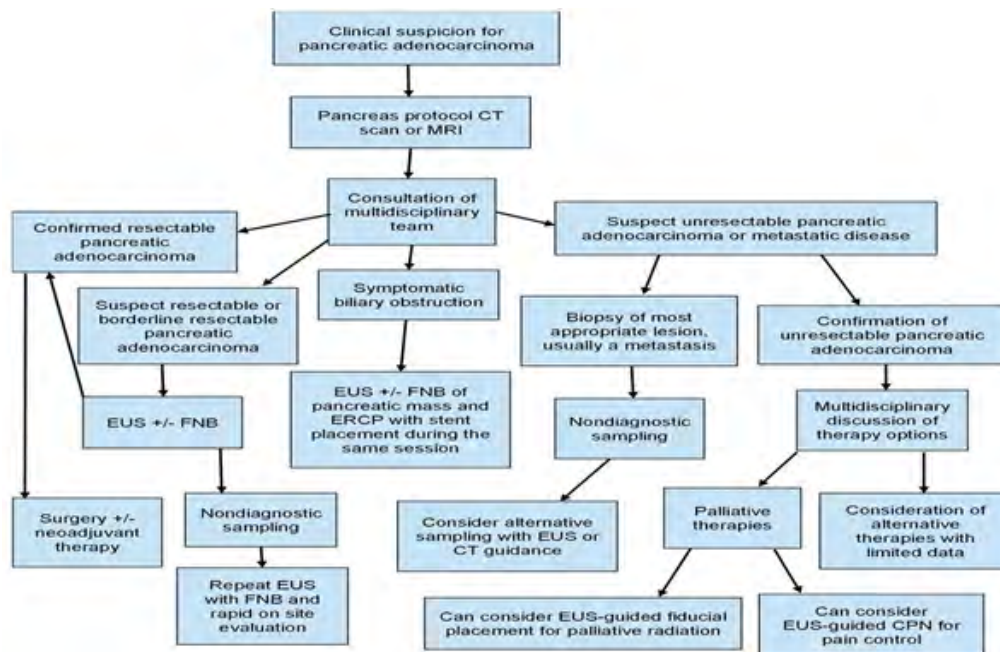 Clinical suspicion for
pancreatic adenocarcinoma
Pancreas protocol CT
scan or MRI
Consultation of
multidisciplinary
team
Confirmed resectable
pancreatic
adenocarcinoma
Suspect unresectable pancreatic
adenocarcinoma or metastatic disease
Suspect resectable or
borderline resectable
pancreatic
adenocarcinoma
Symptomatic
biliary obstruction
Biopsy of most
appropriate lesion,
usually a metastasis
Confirmation of
unresectable pancreatic
adenocarcinoma
EUS +/- FNB
EUS +/- FNB of
pancreatic mass and
ERCP with stent
placement during the
same session
Nondiagnostic
sampling
Multidisciplinary
discussion of
therapy options
Surgery +/-
neoadjuvant
therapy
Nondiagnostic
sampling
Consider alternative
sampling with EUS or
CT guidance
Palliative
therapies
Consideration of
alternative
therapies with
limited data
Repeat EUS
with FNB and
rapid on site
evaluation
Can consider EUS-guided fiducial
placement for palliative radiation
Can consider
EUS-guided CPN for
pain control